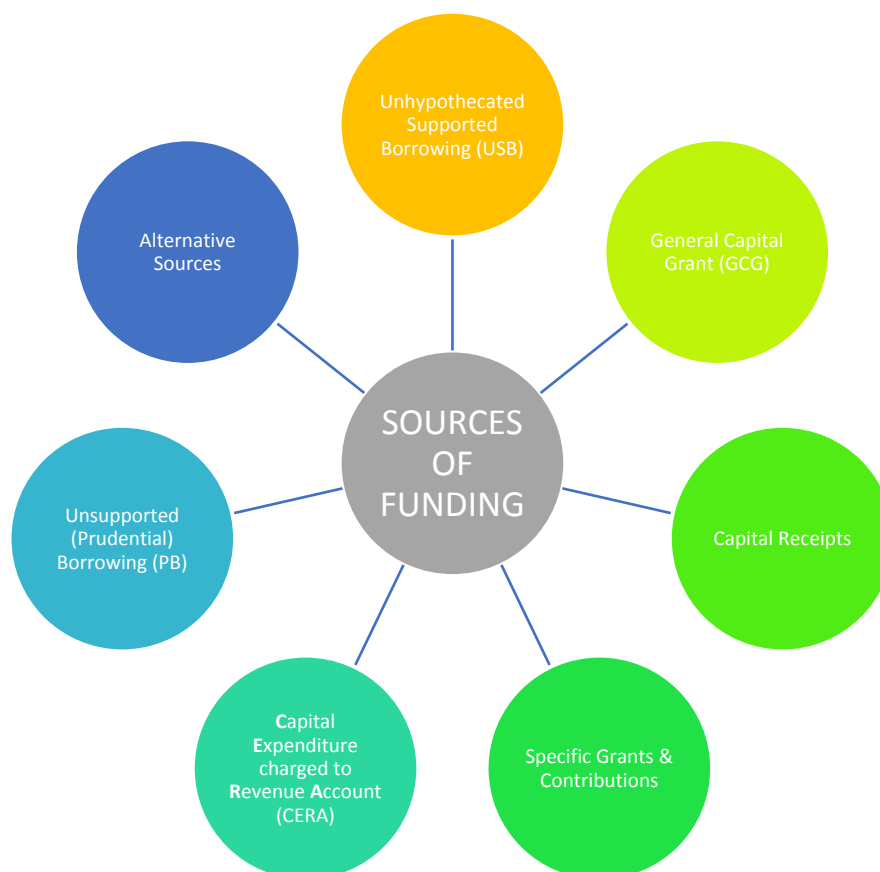 Unhypothecated
Supported
Borrowing (USB)
General Capital
Grant (GCG)
Capital Receipts
Specific Grants &
Contributions
Capital
Expenditure
charged to
Revenue Account
(CERA)
Unsupported
(Prudential)
Borrowing (PB)
Alternative
Sources
SOURCES
OF
FUNDING